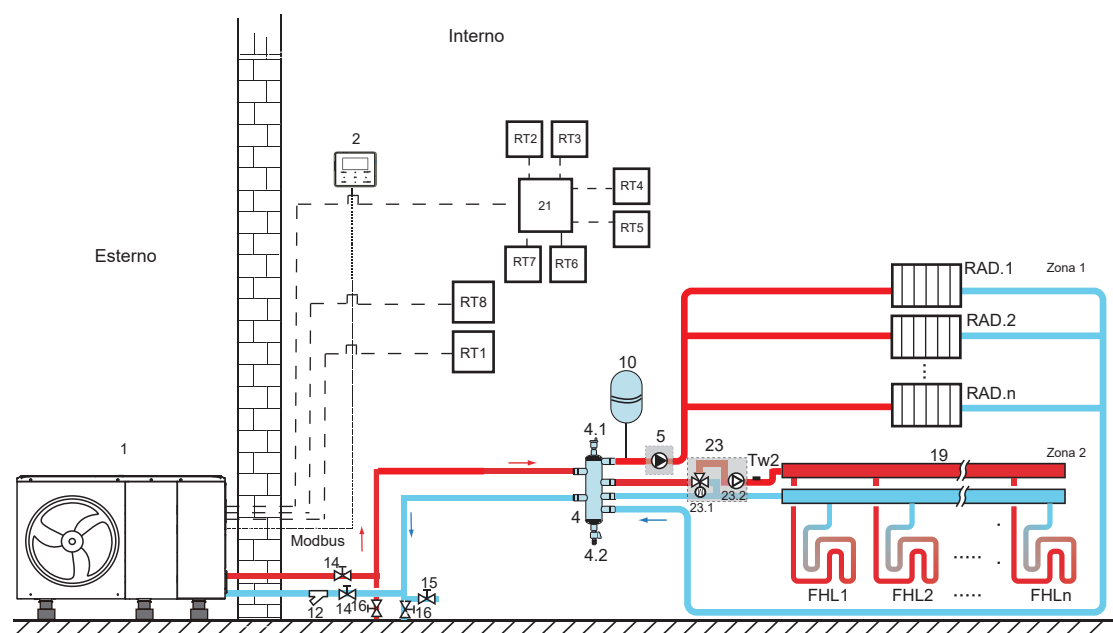 Interno
2
RT2
RT3
RT4
21
RT5
RT7
RT6
Esterno
RAD.1
Zona 1
RT8
RAD.2
RT1
10
RAD.n
4.1
5
23
1
Tw2
19
Zona 2
23.2
23.1
4
Modbus
4.2
14
15
12
14
16
16
FHL1
FHL2
FHLn